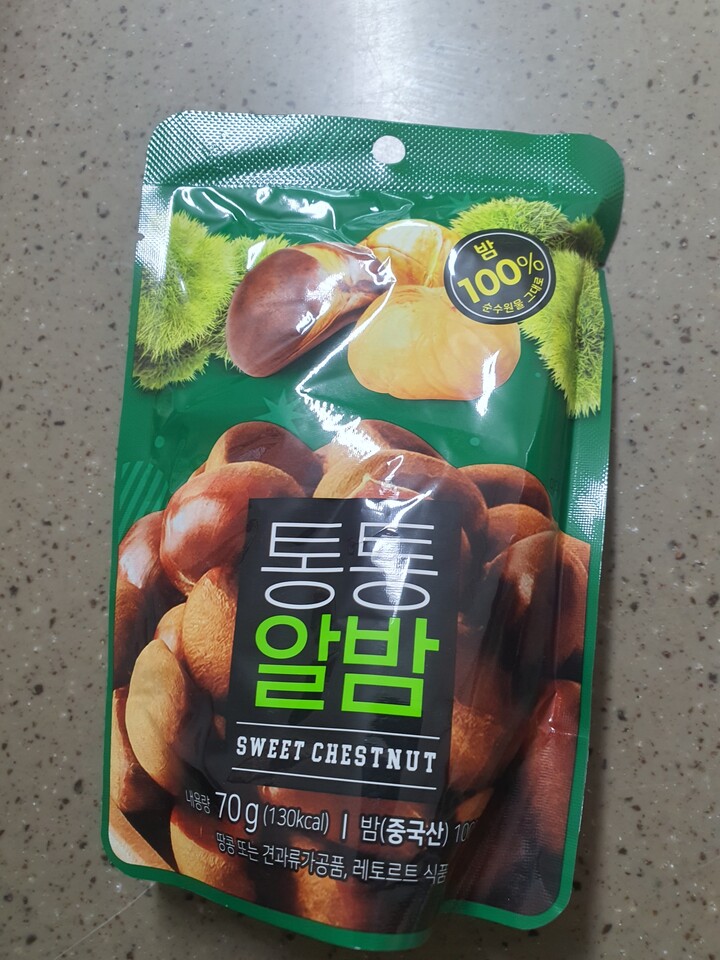 밤
100%
순수원물 그대로
통통
알밤
SWEET CHESTNUT
내용량 70g (130kcal) | 밤(중국산)
땅콩 또는 견과류가공품, 레토르트 식품